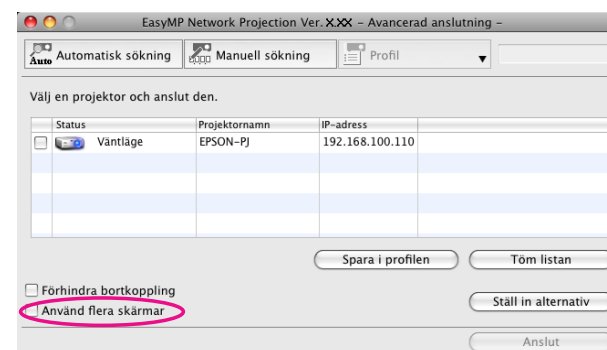 EasyMP Network Projection Ver. X.XX – Avancerad anslutning –
Auto Automatisk sökning Manuell sökning Profil
Välj en projektor och anslut den.
Status Projektornamn IP-adress
Väntläge EPSON-PJ 192.168.100.110
Spara i profilen Töm listan
Förhindra bortkoppling
Använd flera skärmar
Ställ in alternativ
Anslut